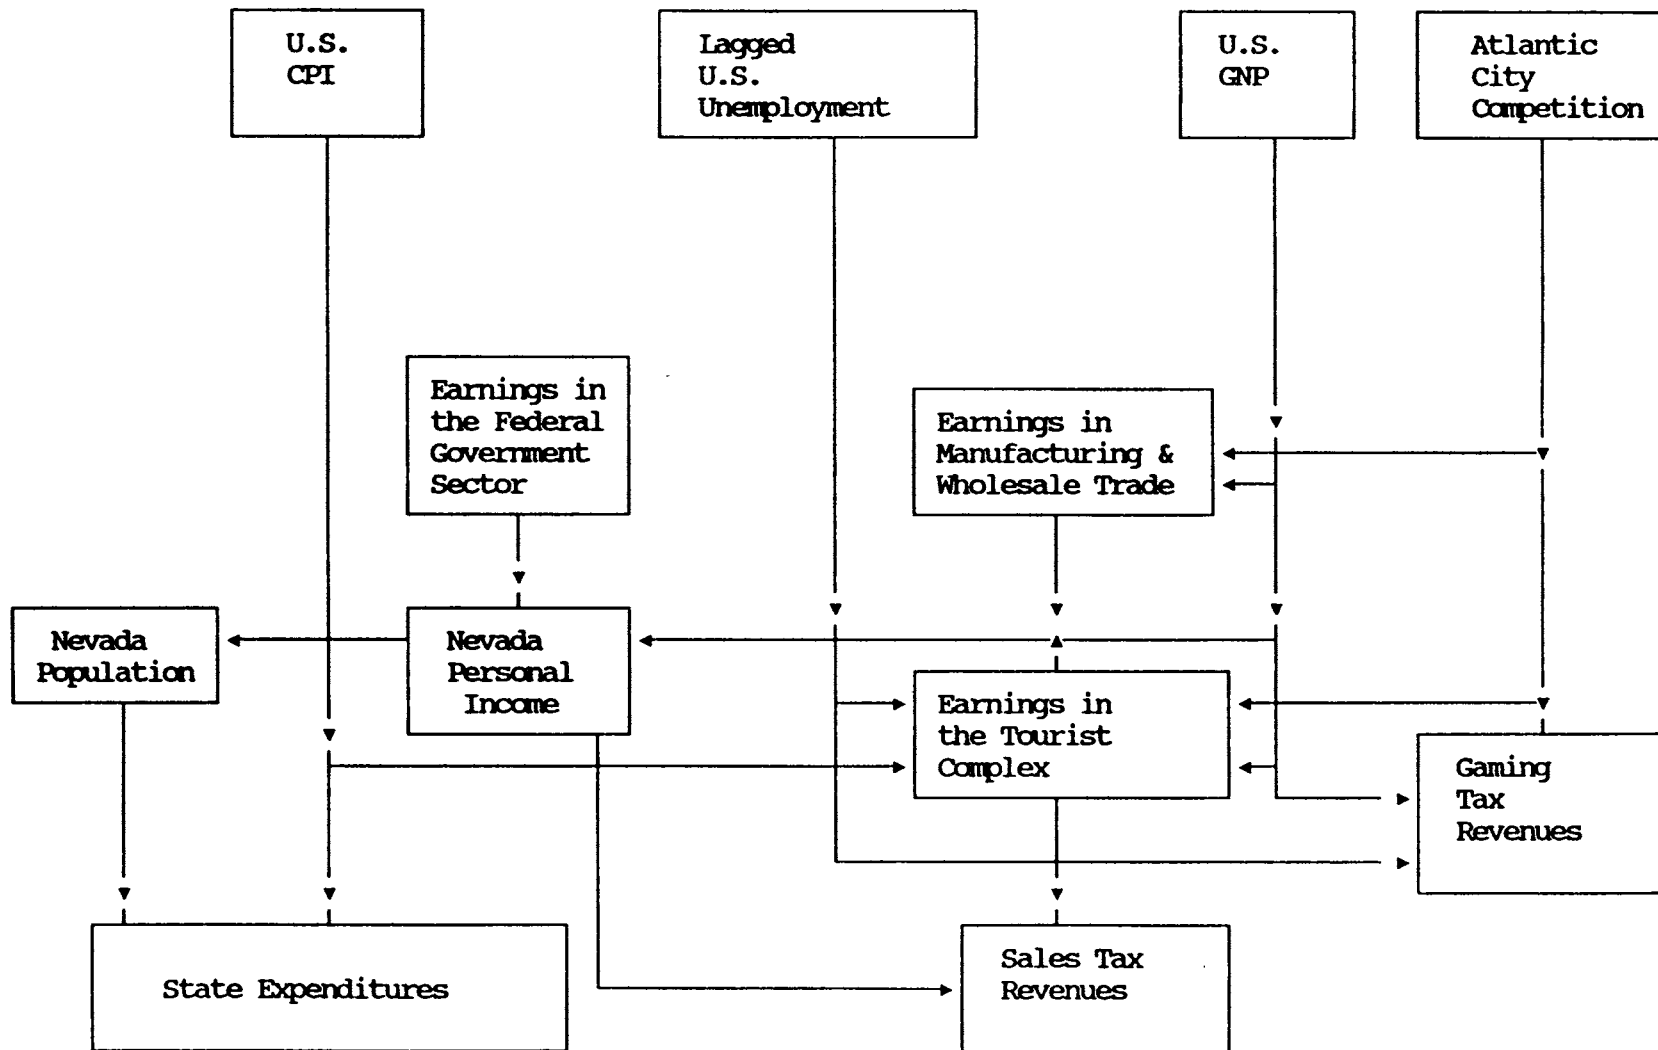 U.S.
CPI
Lagged
U.S.
Unemployment
U.S.
GNP
Atlantic
City
Competition
Earnings in
the Federal
Government
Sector
Earnings in
Manufacturing &
Wholesale Trade
Nevada
Population
Nevada
Personal
Income
Earnings in
the Tourist
Complex
Gaming
Tax
Revenues
State Expenditures
Sales Tax
Revenues